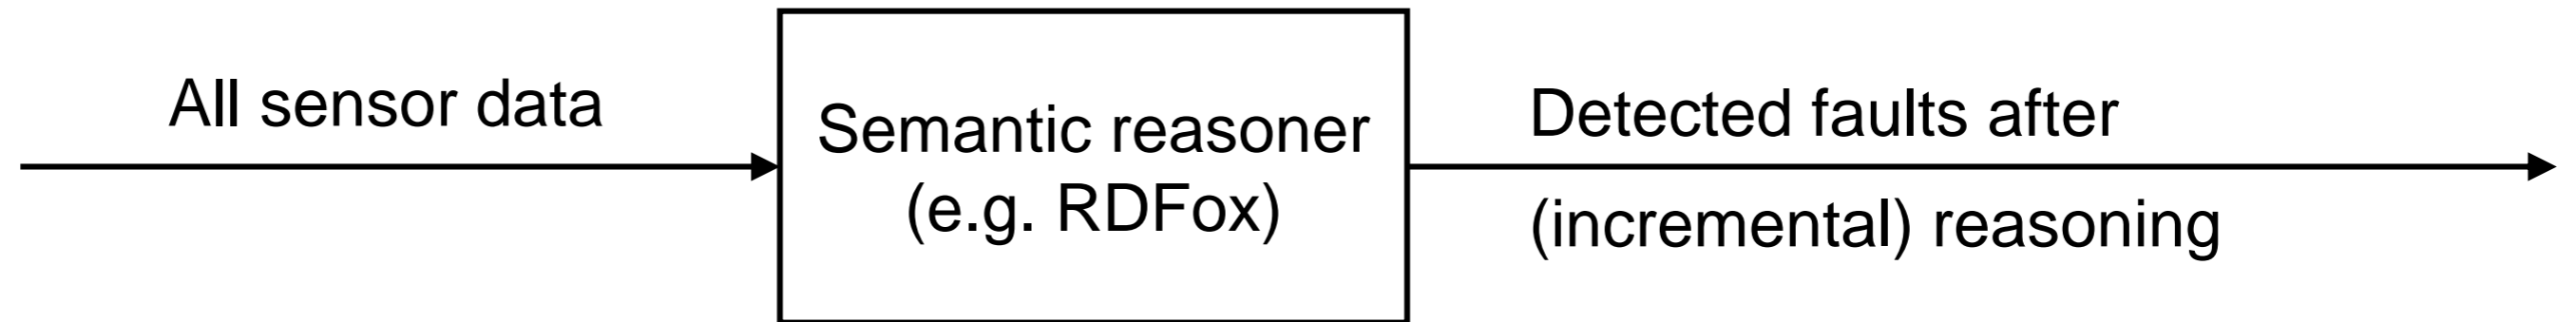 All sensor data
Semantic reasoner
(e.g. RDFox)
Detected faults after
(incremental) reasoning